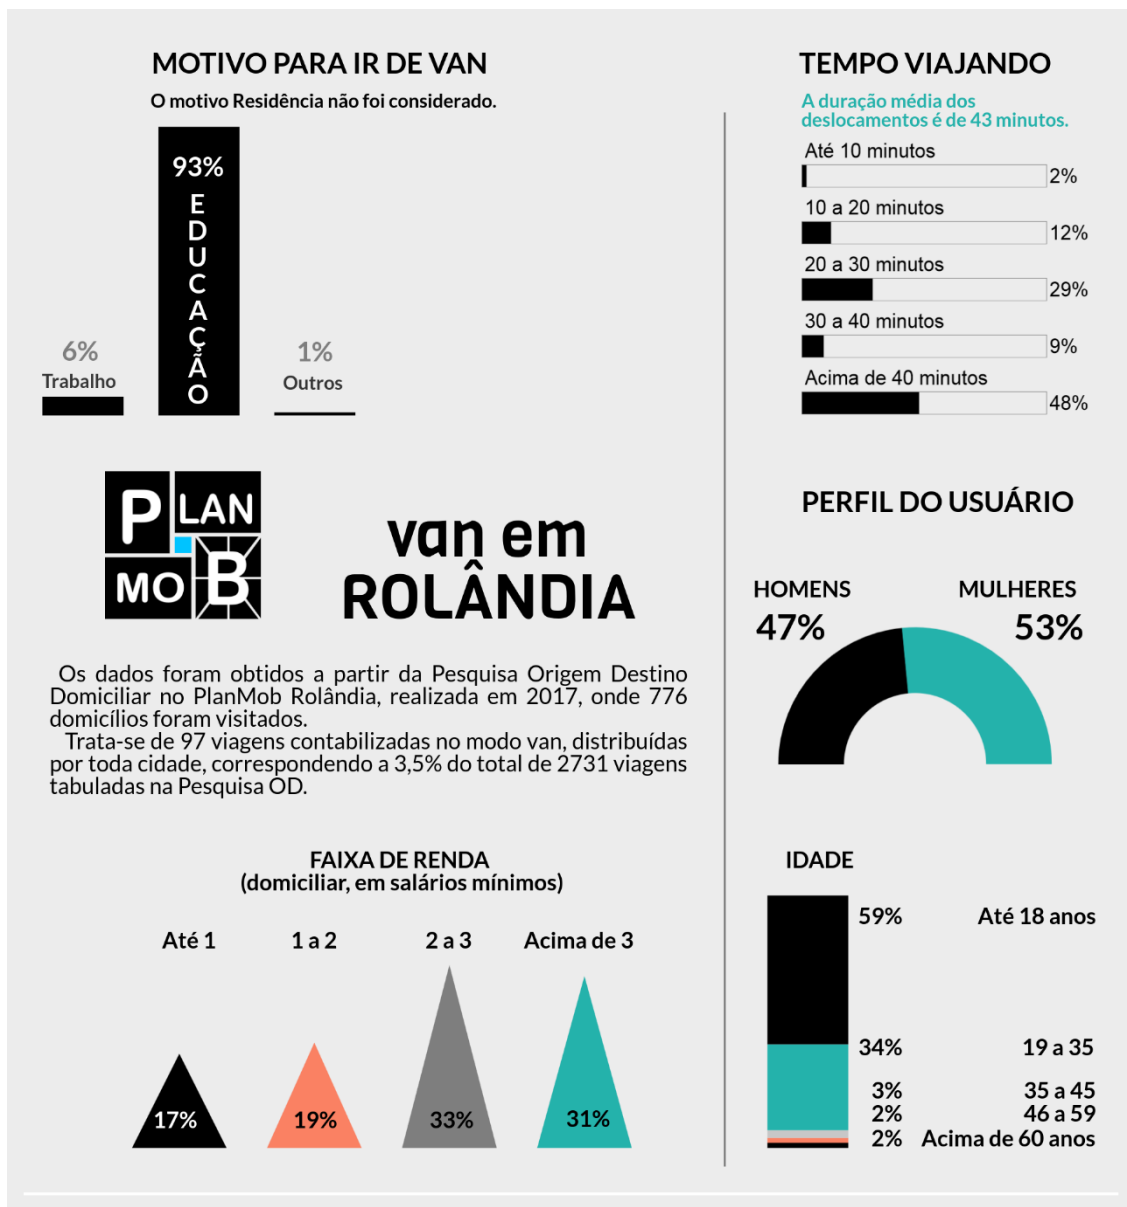 MOTIVO PARA IR DE VAN
O motivo Residência não foi considerado.
93%
EDUCAÇÃO
6%
Trabalho
1%
Outros
TEMPO VIAJANDO
A duração média dos
deslocamentos é de 43 minutos.
Até 10 minutos
2%
10 a 20 minutos
12%
20 a 30 minutos
29%
30 a 40 minutos
9%
Acima de 40 minutos
48%
PLAN
MOB
van em
ROLÂNDIA
Os dados foram obtidos a partir da Pesquisa Origem Destino
Domiciliar no PlanMob Rolândia, realizada em 2017, onde 776
domicílios foram visitados.
Trata-se de 97 viagens contabilizadas no modo van, distribuídas
por toda cidade, correspondendo a 3,5% do total de 2731 viagens
tabuladas na Pesquisa OD.
PERFIL DO USUÁRIO
HOMENS MULHERES
47% 53%
FAIXA DE RENDA
(domiciliar, em salários mínimos)
Até 1 1 a 2 2 a 3 Acima de 3
17% 19% 33% 31%
IDADE
59% Até 18 anos
34% 19 a 35
3% 35 a 45
2% 46 a 59
2% Acima de 60 anos